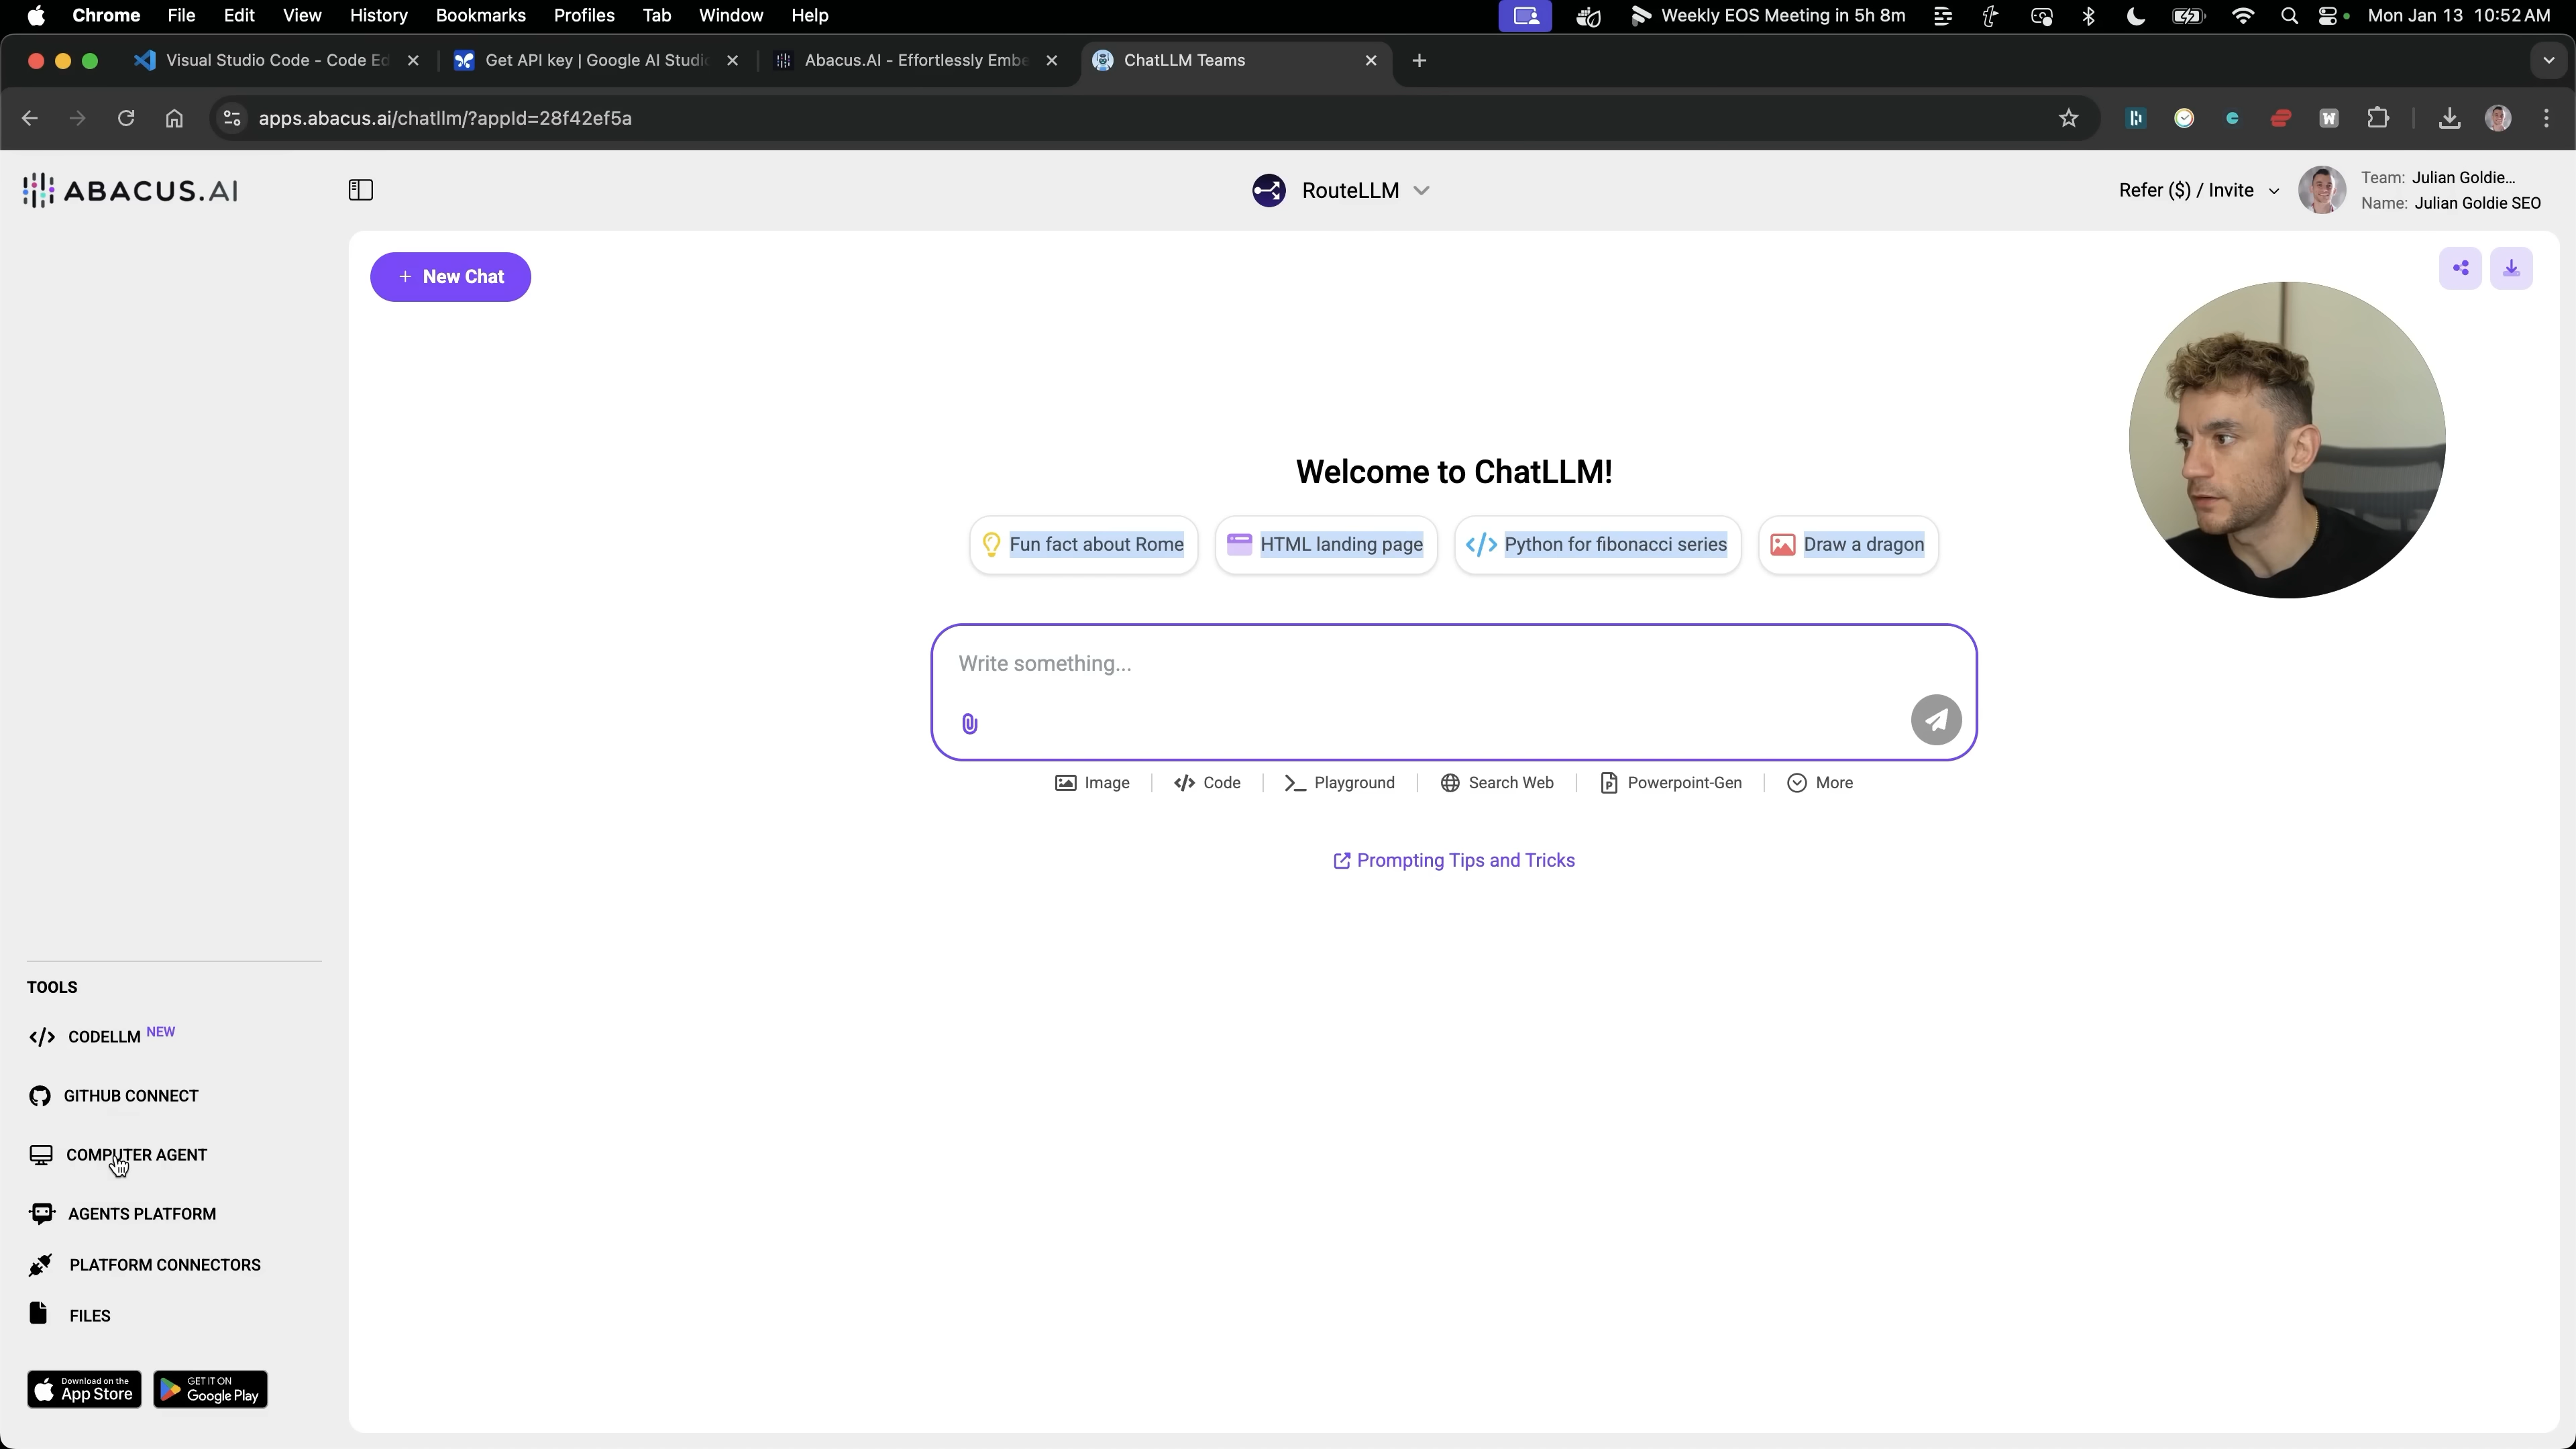 Chrome File Edit View History Bookmarks Profiles Tab Window Help Weekly EOS Meeting in 5h 8m Mon Jan 13 10:52 AM
Visual Studio Code - Code Ed Get API key | Google AI Studi Abacus.AI - Effortlessly Embe ChatLLM Teams
apps.abacus.ai/chatllm/?appId=28f42ef5a
ABACUS.AI RouteLLM Refer ($) / Invite
Team: Julian Goldie...
Name: Julian Goldie SEO
+ New Chat
Welcome to ChatLLM!
Fun fact about Rome HTML landing page Python for fibonacci series Draw a dragon
Write something...
Image Code Playground Search Web Powerpoint-Gen More
Prompting Tips and Tricks
TOOLS
CODELLM NEW
GITHUB CONNECT
COMPUTER AGENT
AGENTS PLATFORM
PLATFORM CONNECTORS
FILES
Download on the App Store GET IT ON Google Play